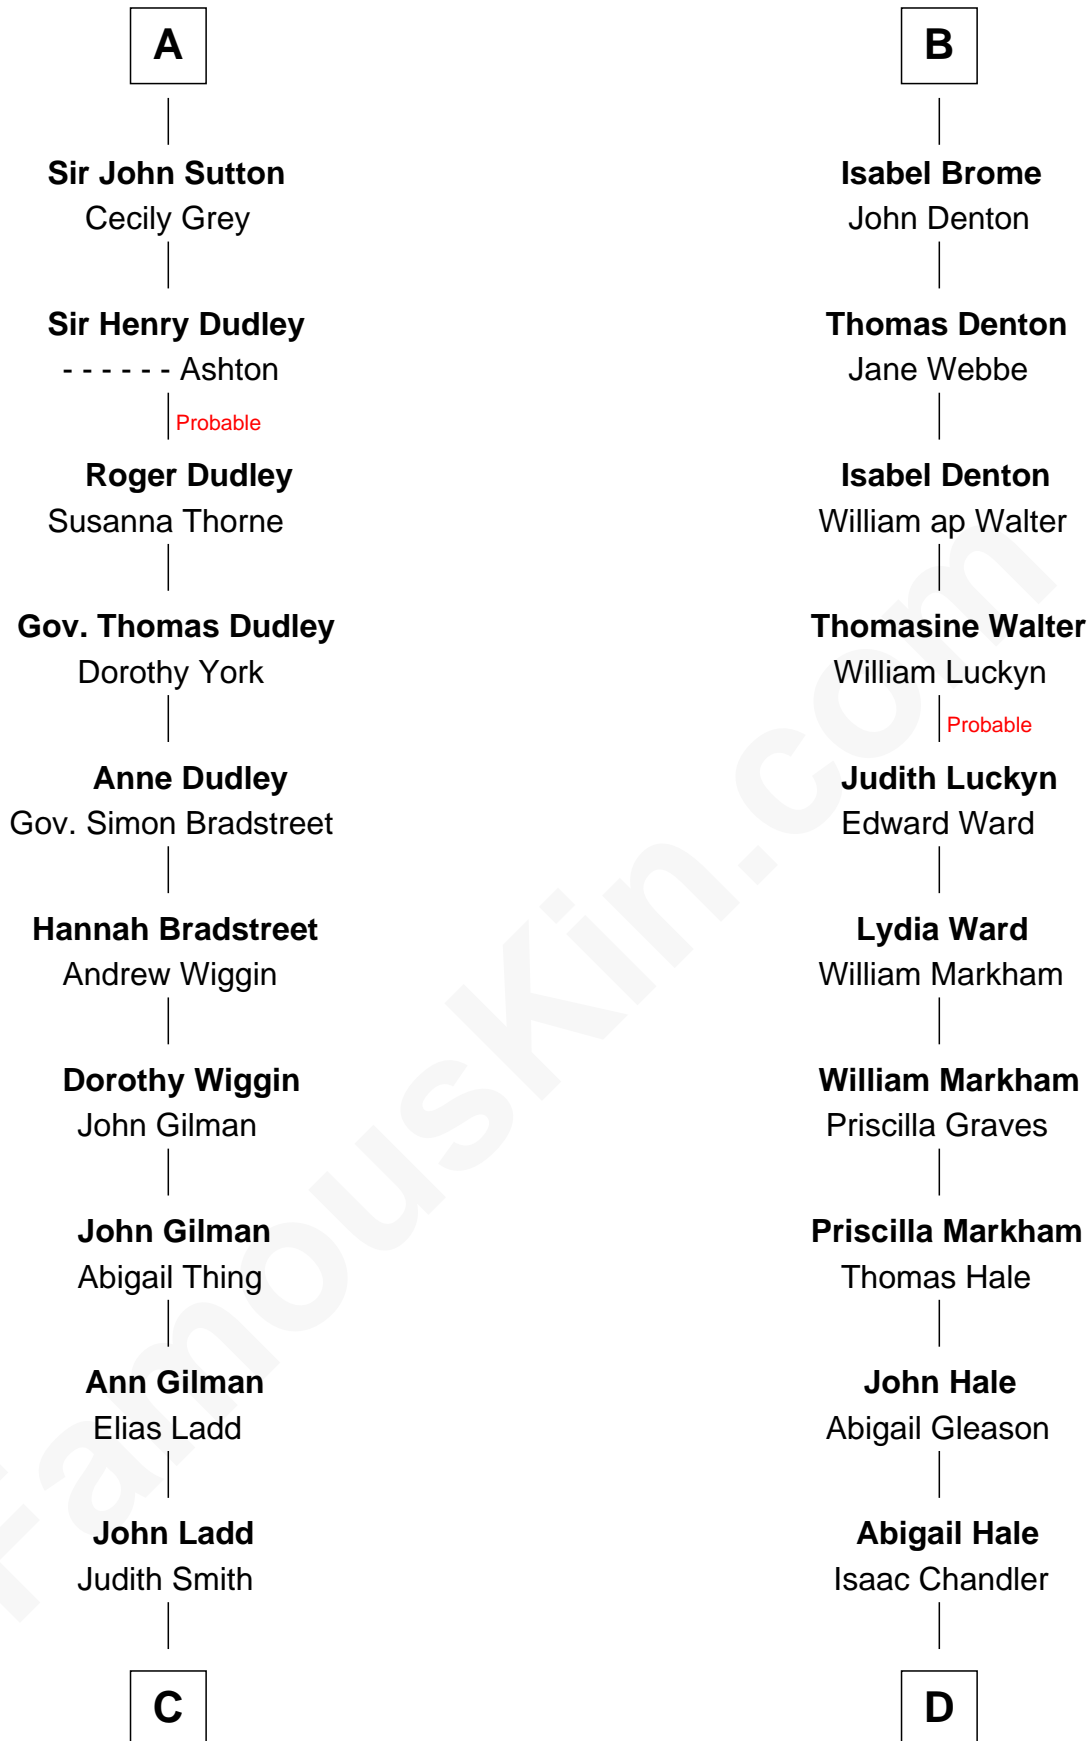 A
Sir John Sutton
Cecily Grey
Sir Henry Dudley
- - - - - - Ashton
Probable
Roger Dudley
Susanna Thorne
Gov. Thomas Dudley
Dorothy York
Anne Dudley
Gov. Simon Bradstreet
Hannah Bradstreet
Andrew Wiggin
Dorothy Wiggin
John Gilman
John Gilman
Abigail Thing
Ann Gilman
Elias Ladd
John Ladd
Judith Smith
C
B
Isabel Brome
John Denton
Thomas Denton
Jane Webbe
Isabel Denton
William ap Walter
Thomasine Walter
William Luckyn
Probable
Judith Luckyn
Edward Ward
Lydia Ward
William Markham
William Markham
Priscilla Graves
Priscilla Markham
Thomas Hale
John Hale
Abigail Gleason
Abigail Hale
Isaac Chandler
D
FamousKin.com